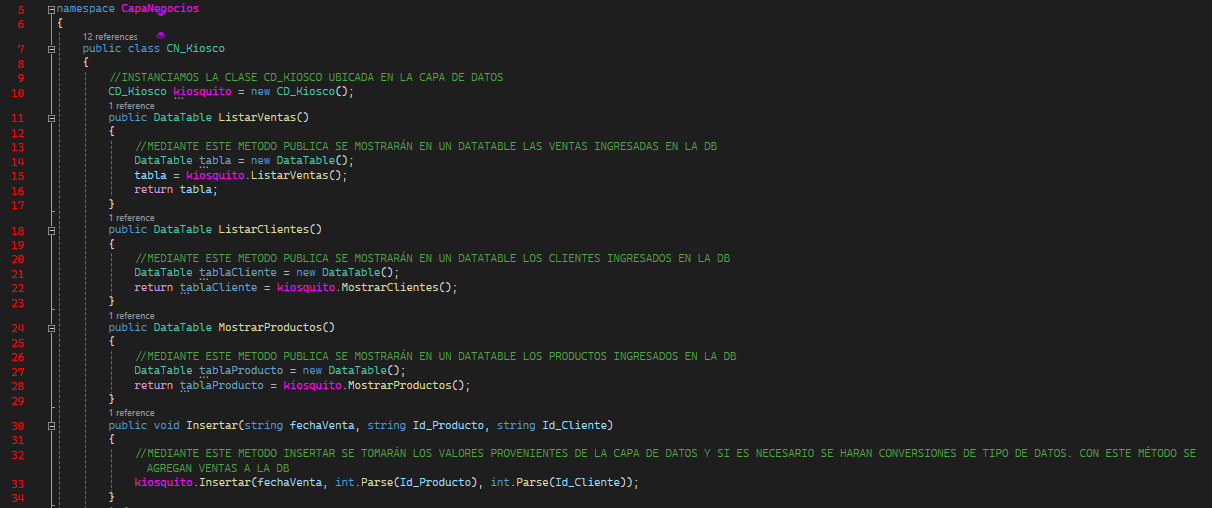 5 namespace CapaNegocios
6 {
12 references
7 public class CN_Kiosco
8 {
9 //INSTANCIAMOS LA CLASE CD_KIOSCO UBICADA EN LA CAPA DE DATOS
10 CD_Kiosco kiosquito = new CD_Kiosco();
1 reference
11 public DataTable ListarVentas()
12 {
13 //MEDIANTE ESTE METODO PUBLICA SE MOSTRARÁN EN UN DATATABLE LAS VENTAS INGRESADAS EN LA DB
14 DataTable tabla = new DataTable();
15 tabla = kiosquito.ListarVentas();
16 return tabla;
17 }
1 reference
18 public DataTable ListarClientes()
19 {
20 //MEDIANTE ESTE METODO PUBLICA SE MOSTRARÁN EN UN DATATABLE LOS CLIENTES INGRESADOS EN LA DB
21 DataTable tablaCliente = new DataTable();
22 return tablaCliente = kiosquito.MostrarClientes();
23 }
1 reference
24 public DataTable MostrarProductos()
25 {
26 //MEDIANTE ESTE METODO PUBLICA SE MOSTRARÁN EN UN DATATABLE LOS PRODUCTOS INGRESADOS EN LA DB
27 DataTable tablaProducto = new DataTable();
28 return tablaProducto = kiosquito.MostrarProductos();
29 }
1 reference
30 public void Insertar(string fechaVenta, string Id_Producto, string Id_Cliente)
31 {
32 //MEDIANTE ESTE METODO INSERTAR SE TOMARÁN LOS VALORES PROVENIENTES DE LA CAPA DE DATOS Y SI ES NECESARIO SE HARAN CONVERSIONES DE TIPO DE DATOS. CON ESTE MÉTODO SE
AGREGAN VENTAS A LA DB
33 kiosquito.Insertar(fechaVenta, int.Parse(Id_Producto), int.Parse(Id_Cliente));
34 }